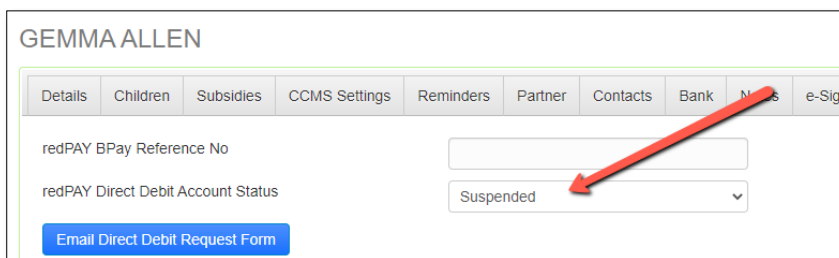 GEMMA ALLEN
Details Children Subsidies CCMS Settings Reminders Partner Contacts Bank e-Sig
redPAY BPay Reference No
redPAY Direct Debit Account Status Suspended
Email Direct Debit Request Form